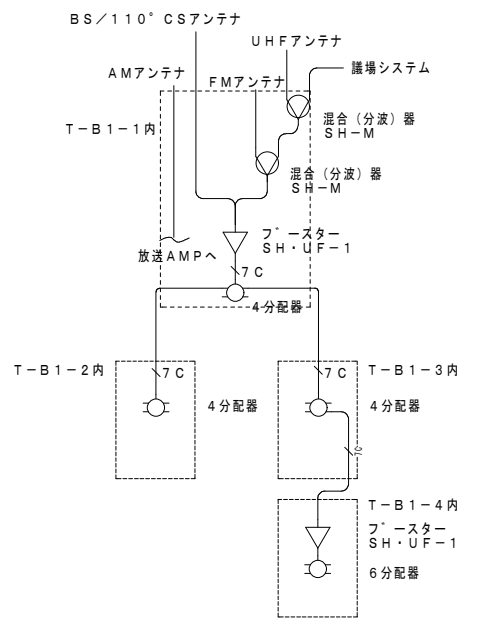 BS／110°CSアンテナ
UHFアンテナ
議場システム
AMアンテナ
FMアンテナ
混合（分波）器
SH－M
T－B1－1内
混合（分波）器
SH－M
ブースター
SH・UF－1
放送AMPへ
7C
4分配器
T－B1－2内
7C
4分配器
7C
T－B1－3内
4分配器
7C
T－B1－4内
ブースター
SH・UF－1
6分配器